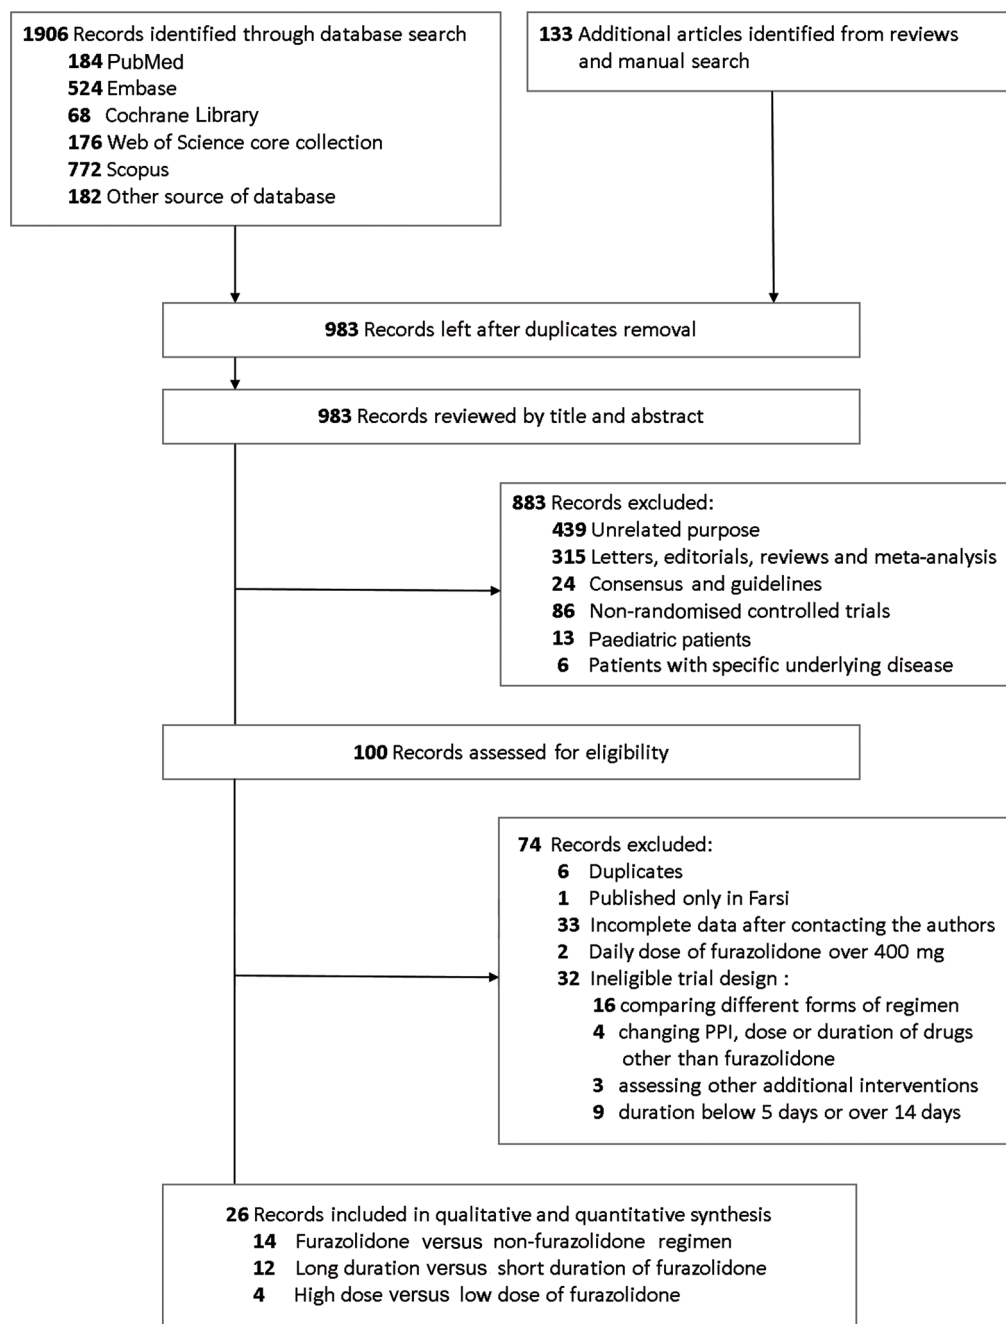 1906 Records identified through database search
184 PubMed
524 Embase
68 Cochrane Library
176 Web of Science core collection
772 Scopus
182 Other source of database
133 Additional articles identified from reviews
and manual search
983 Records left after duplicates removal
983 Records reviewed by title and abstract
883 Records excluded:
439 Unrelated purpose
315 Letters, editorials, reviews and meta-analysis
24 Consensus and guidelines
86 Non-randomised controlled trials
13 Paediatric patients
6 Patients with specific underlying disease
100 Records assessed for eligibility
74 Records excluded:
6 Duplicates
1 Published only in Farsi
33 Incomplete data after contacting the authors
2 Daily dose of furazolidone over 400 mg
32 Ineligible trial design :
16 comparing different forms of regimen
4 changing PPI, dose or duration of drugs
other than furazolidone
3 assessing other additional interventions
9 duration below 5 days or over 14 days
26 Records included in qualitative and quantitative synthesis
14 Furazolidone versus non-furazolidone regimen
12 Long duration versus short duration of furazolidone
4 High dose versus low dose of furazolidone